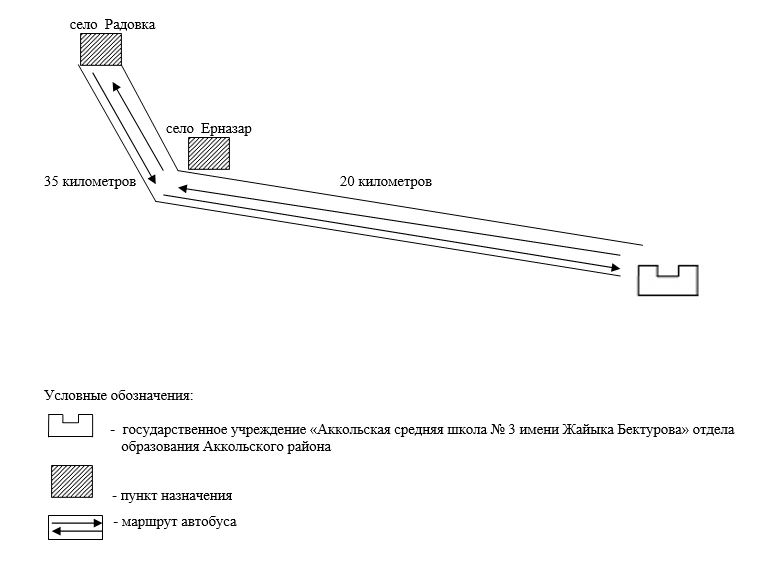 село Радовка
село Ерназар
35 километров
20 километров
Условные обозначения:
- государственное учреждение «Аккольская средняя школа № 3 имени Жайыка Бектурова» отдела
образования Аккольского района
- пункт назначения
- маршрут автобуса